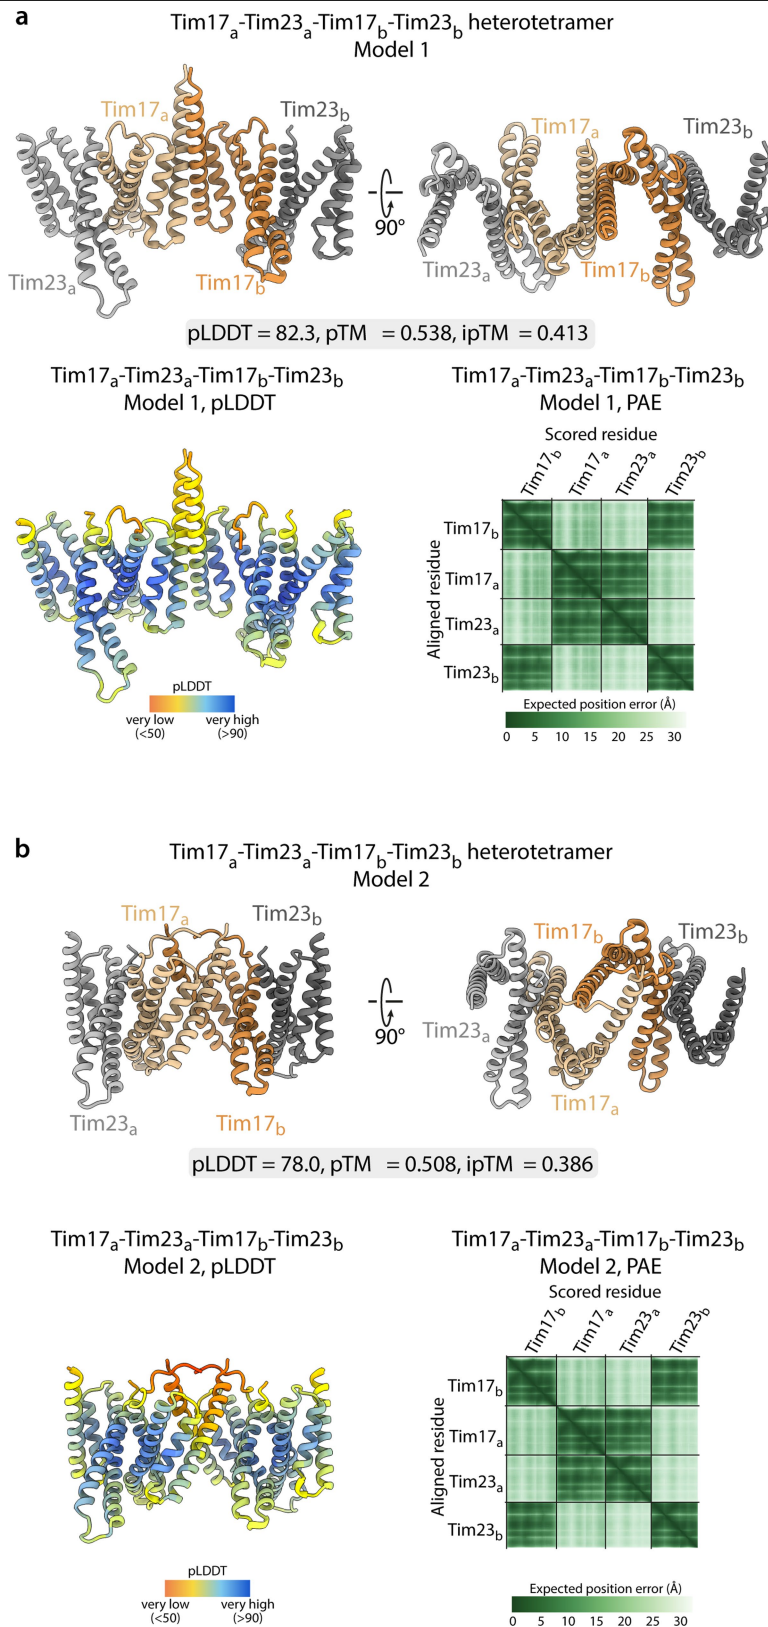 a
Tim17a-Tim23a-Tim17b-Tim23b heterotetramer
Model 1
Tim17a
Tim23b
Tim23a
Tim17b
90°
Tim17a
Tim23b
Tim23a
Tim17b
pLDDT = 82.3, pTM = 0.538, ipTM = 0.413
Tim17a-Tim23a-Tim17b-Tim23b
Model 1, pLDDT
pLDDT
very low very high
(<50) (>90)
Tim17a-Tim23a-Tim17b-Tim23b
Model 1, PAE
Scored residue
Tim17b Tim17a Tim23a Tim23b
Aligned residue
Tim17b
Tim17a
Tim23a
Tim23b
Expected position error (Å)
0 5 10 15 20 25 30
b
Tim17a-Tim23a-Tim17b-Tim23b heterotetramer
Model 2
Tim17a
Tim23b
Tim23a
Tim17b
90°
Tim17b
Tim23b
Tim23a
Tim17a
pLDDT = 78.0, pTM = 0.508, ipTM = 0.386
Tim17a-Tim23a-Tim17b-Tim23b
Model 2, pLDDT
pLDDT
very low very high
(<50) (>90)
Tim17a-Tim23a-Tim17b-Tim23b
Model 2, PAE
Scored residue
Tim17b Tim17a Tim23a Tim23b
Aligned residue
Tim17b
Tim17a
Tim23a
Tim23b
Expected position error (Å)
0 5 10 15 20 25 30